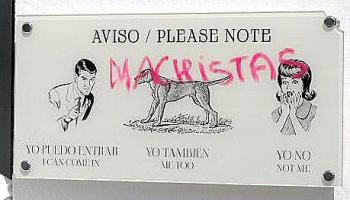 AVISO / PLEASE NOTE
MACHISTAS
YO PUEDO ENTRAR
I CAN COME IN
YO TAMBIÉN
ME TOO
YO NO
NOT ME